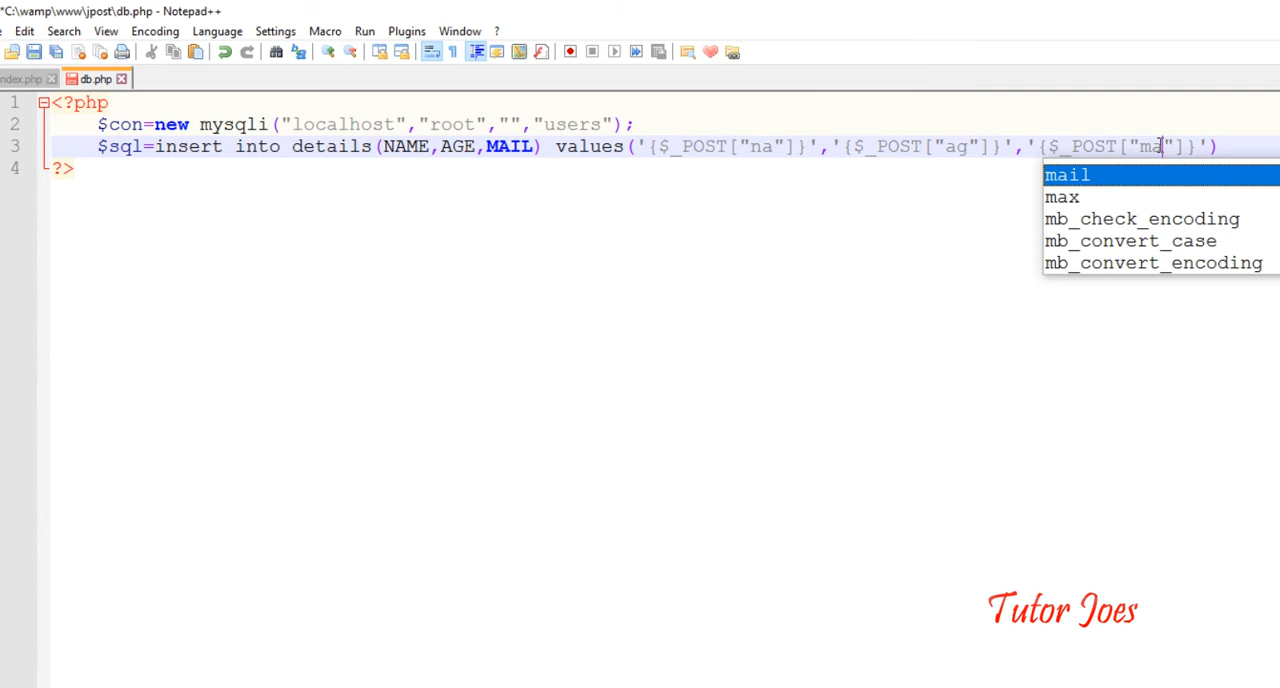 *C:\wamp\www\jpost\db.php - Notepad++
Edit Search View Encoding Language Settings Macro Run Plugins Window ?
index.php db.php
1 <?php
2 $con=new mysqli("localhost","root","","users");
3 $sql=insert into details(NAME,AGE,MAIL) values('{$_POST["na"]}','{$_POST["ag"]}','{$_POST["ma"]}')
4 ?>
mail
max
mb_check_encoding
mb_convert_case
mb_convert_encoding
Tutor Joes